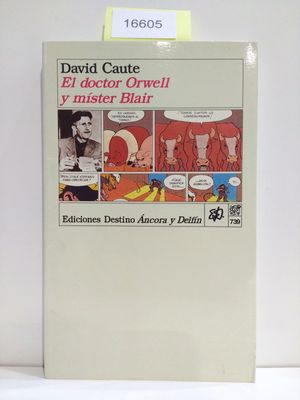 16605
David Caute
El doctor Orwell
y míster Blair
Ediciones Destino Áncora y Delfín
739